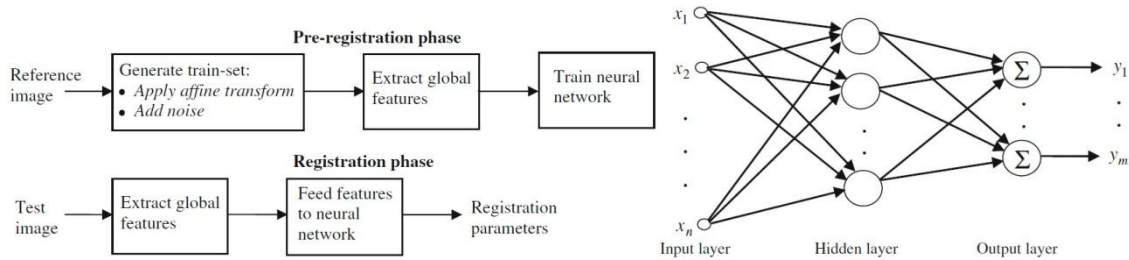 Pre-registration phase
Reference
image
Generate train-set:
• Apply affine transform
• Add noise
Extract global
features
Train neural
network
Registration phase
Test
image
Extract global
features
Feed features
to neural
network
Registration
parameters
x1
x2
xn
Input layer
Hidden layer
Σ
Σ
Output layer
y1
ym